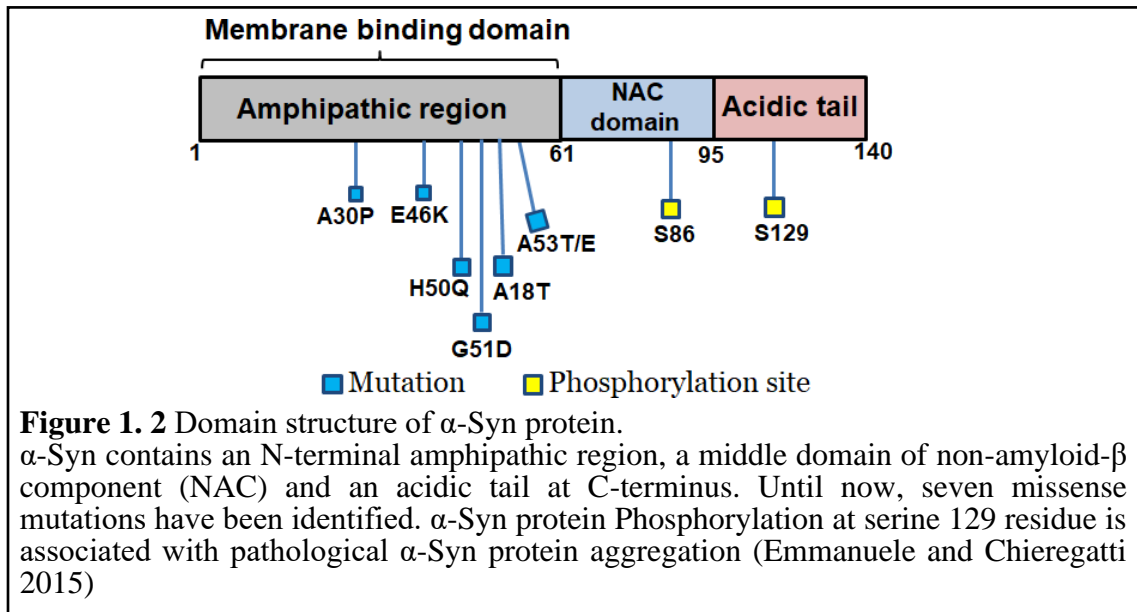 Membrane binding domain
Amphipathic region
NAC
domain
Acidic tail
1
61
95
140
A30P
E46K
A53T/E
S86
S129
H50Q
A18T
G51D
Mutation
Phosphorylation site
Figure 1. 2 Domain structure of α-Syn protein.
α-Syn contains an N-terminal amphipathic region, a middle domain of non-amyloid-β
component (NAC) and an acidic tail at C-terminus. Until now, seven missense
mutations have been identified. α-Syn protein Phosphorylation at serine 129 residue is
associated with pathological α-Syn protein aggregation (Emmanuele and Chieregatti
2015)